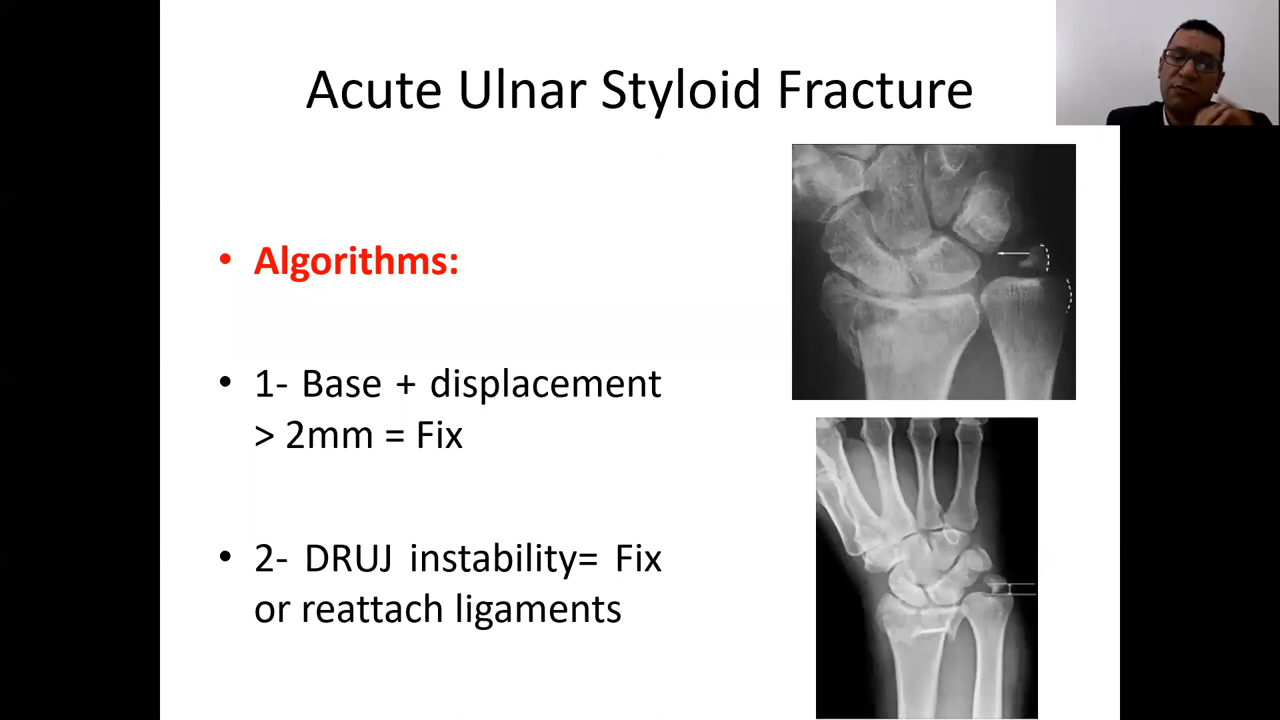 Acute Ulnar Styloid Fracture
• Algorithms:
• 1- Base + displacement
> 2mm = Fix
• 2- DRUJ instability= Fix
or reattach ligaments